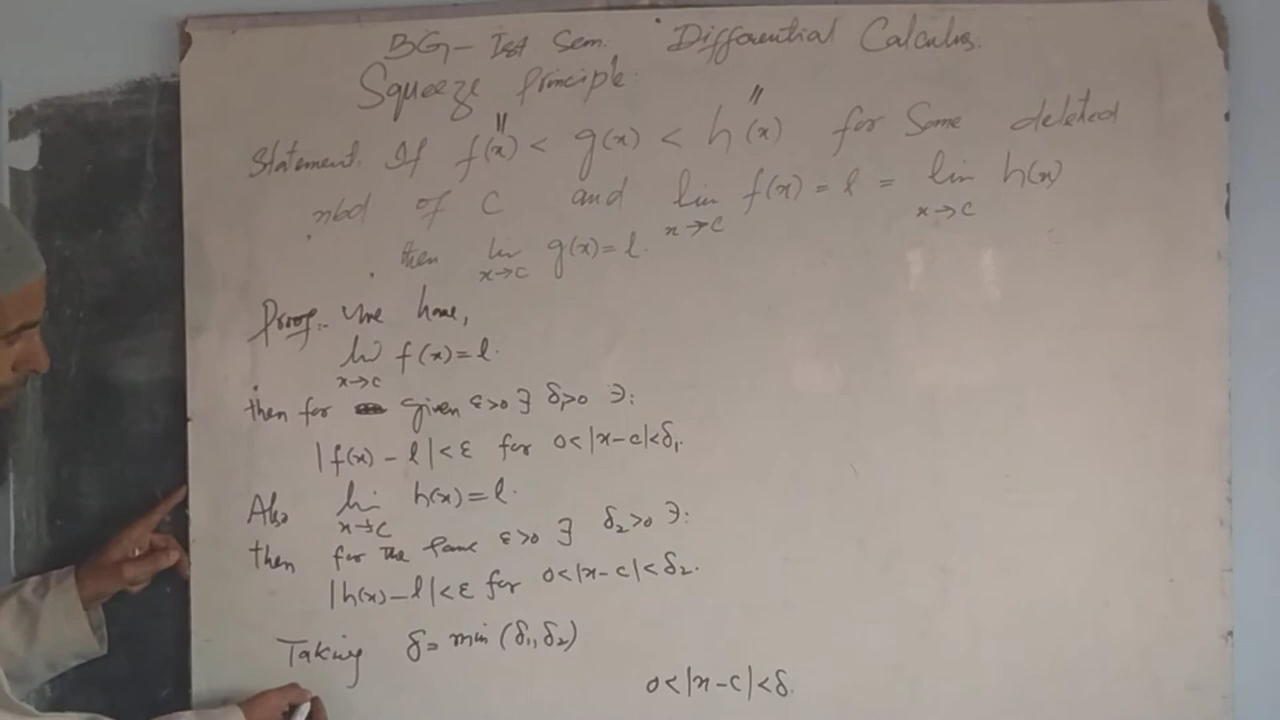 BG - Ist Sem. Differential Calculus.
Squeeze Principle:
Statement. If f(x) < g(x) < h(x) for Some deleted
nbd of C and lim x→c f(x) = l = lim x→c h(x)
then lim x→c g(x) = l.
Proof:- We have,
lim x→c f(x) = l.
then for given ε>0 ∃ δ₁>0 ∋:
|f(x) - l| < ε for 0<|x-c|<δ₁.
Also lim x→c h(x) = l.
then for the same ε>0 ∃ δ₂>0 ∋:
|h(x) - l| < ε for 0<|x-c|<δ₂.
Taking δ = min (δ₁, δ₂)
0<|x-c|<δ.